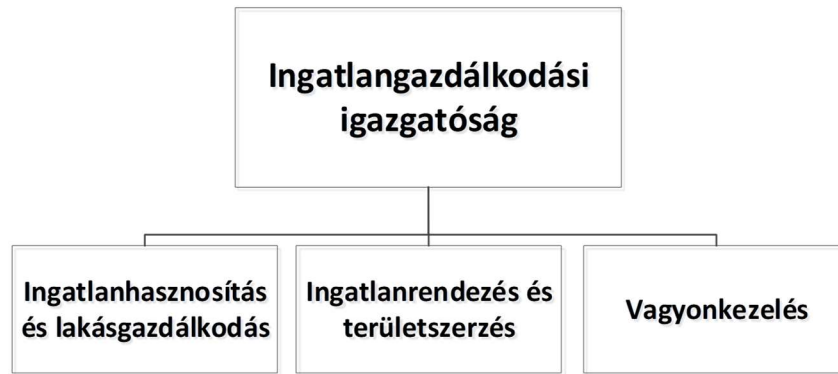 Ingatlangazdálkodási
igazgatóság
Ingatlanhasznosítás
és lakásgazdálkodás
Ingatlanrendezés és
területszerzés
Vagyonkezelés